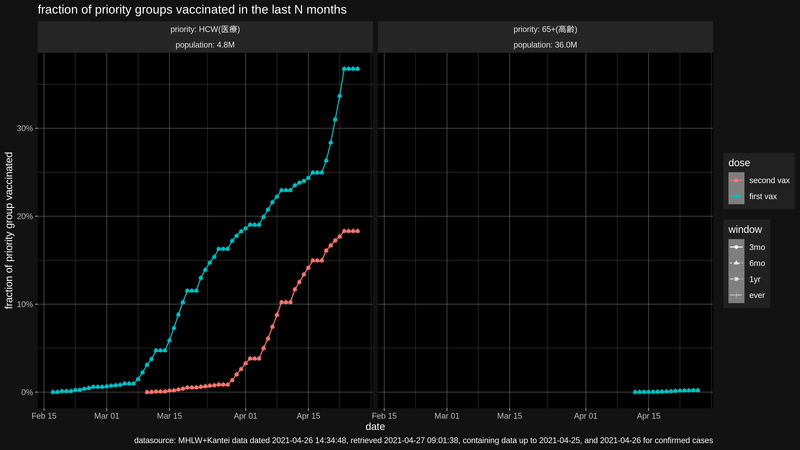 fraction of priority groups vaccinated in the last N months
priority: HCW(医療)
population: 4.8M
priority: 65+(高齢)
population: 36.0M
fraction of priority group vaccinated
30%
20%
10%
0%
Feb 15
Mar 01
Mar 15
Apr 01
Apr 15
Feb 15
Mar 01
Mar 15
Apr 01
Apr 15
date
dose
second vax
first vax
window
3mo
6mo
1yr
ever
datasource: MHLW+Kantei data dated 2021-04-26 14:34:48, retrieved 2021-04-27 09:01:38, containing data up to 2021-04-25, and 2021-04-26 for confirmed cases